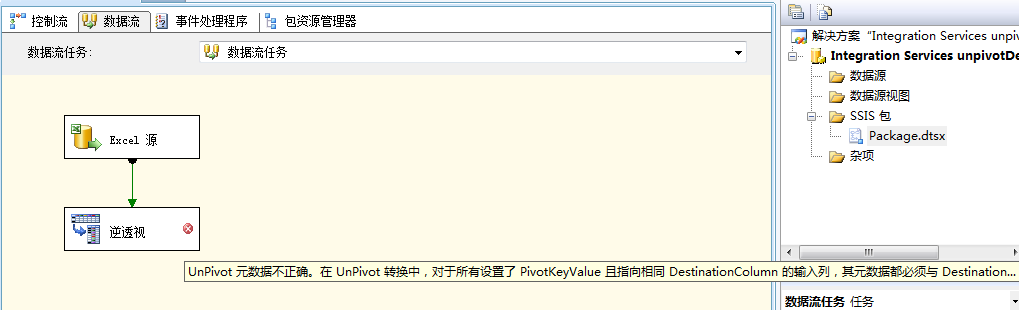 控制流 数据流 事件处理程序 包资源管理器
数据流任务: 数据流任务
Excel 源
逆透视
UnPivot 元数据不正确。在 UnPivot 转换中，对于所有设置了 PivotKeyValue 且指向相同 DestinationColumn 的输入列，其元数据都必须与 Destination...
解决方案“Integration Services unpiv
Integration Services unpivotDe
数据源
数据源视图
SSIS 包
Package.dtsx
杂项
数据流任务 任务